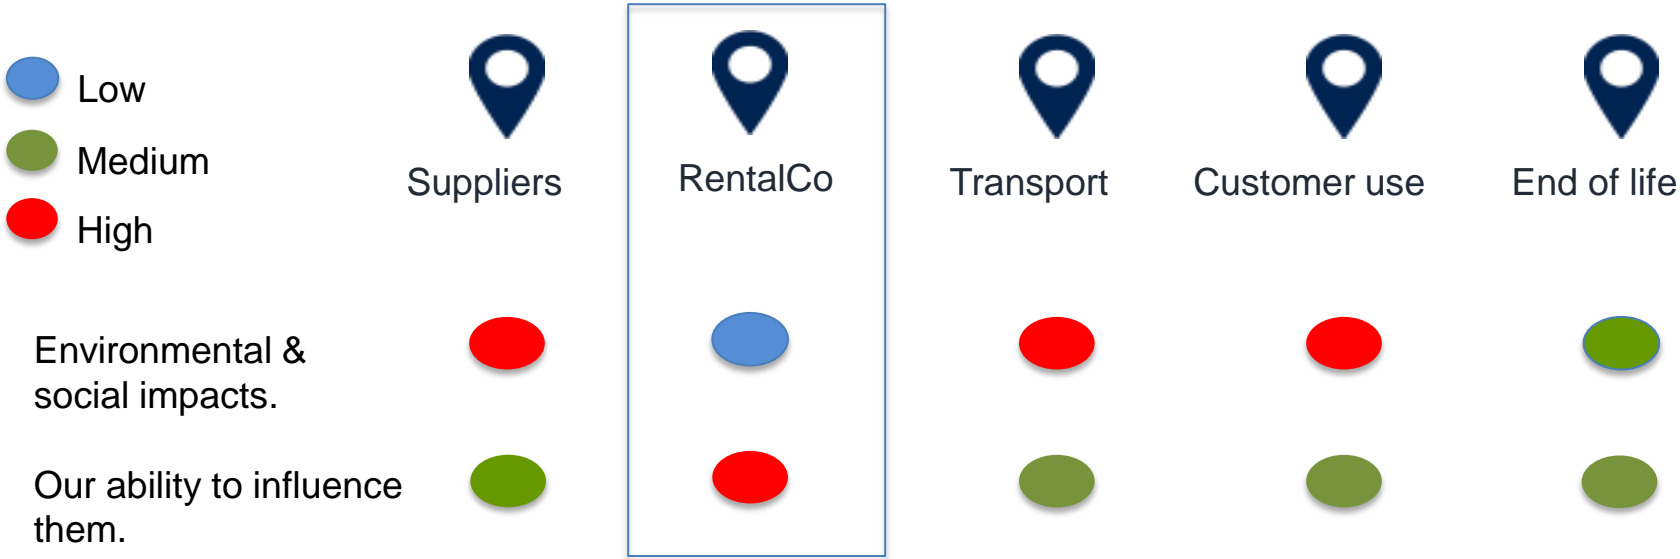 Low
Medium
High
Suppliers
RentalCo
Transport
Customer use
End of life
Environmental &
social impacts.
Our ability to influence
them.